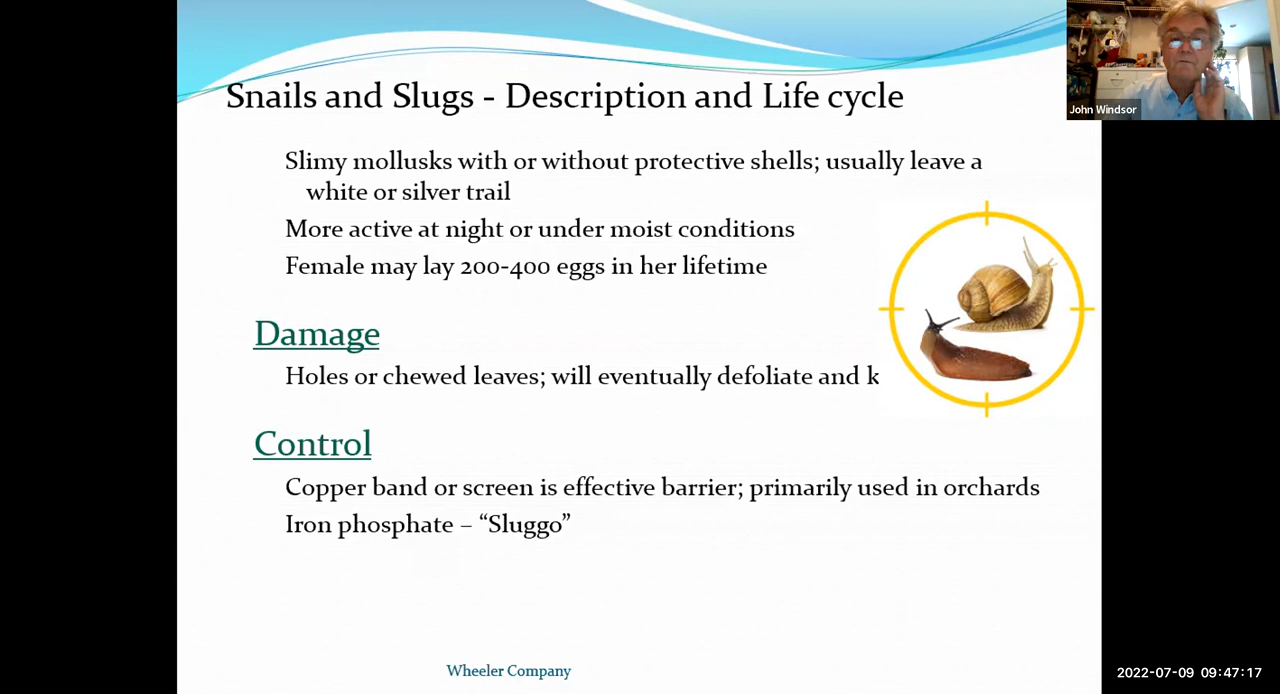 John Windsor
Snails and Slugs - Description and Life cycle
Slimy mollusks with or without protective shells; usually leave a
white or silver trail
More active at night or under moist conditions
Female may lay 200-400 eggs in her lifetime
Damage
Holes or chewed leaves; will eventually defoliate and k
Control
Copper band or screen is effective barrier; primarily used in orchards
Iron phosphate – “Sluggo”
Wheeler Company
2022-07-09 09:47:17